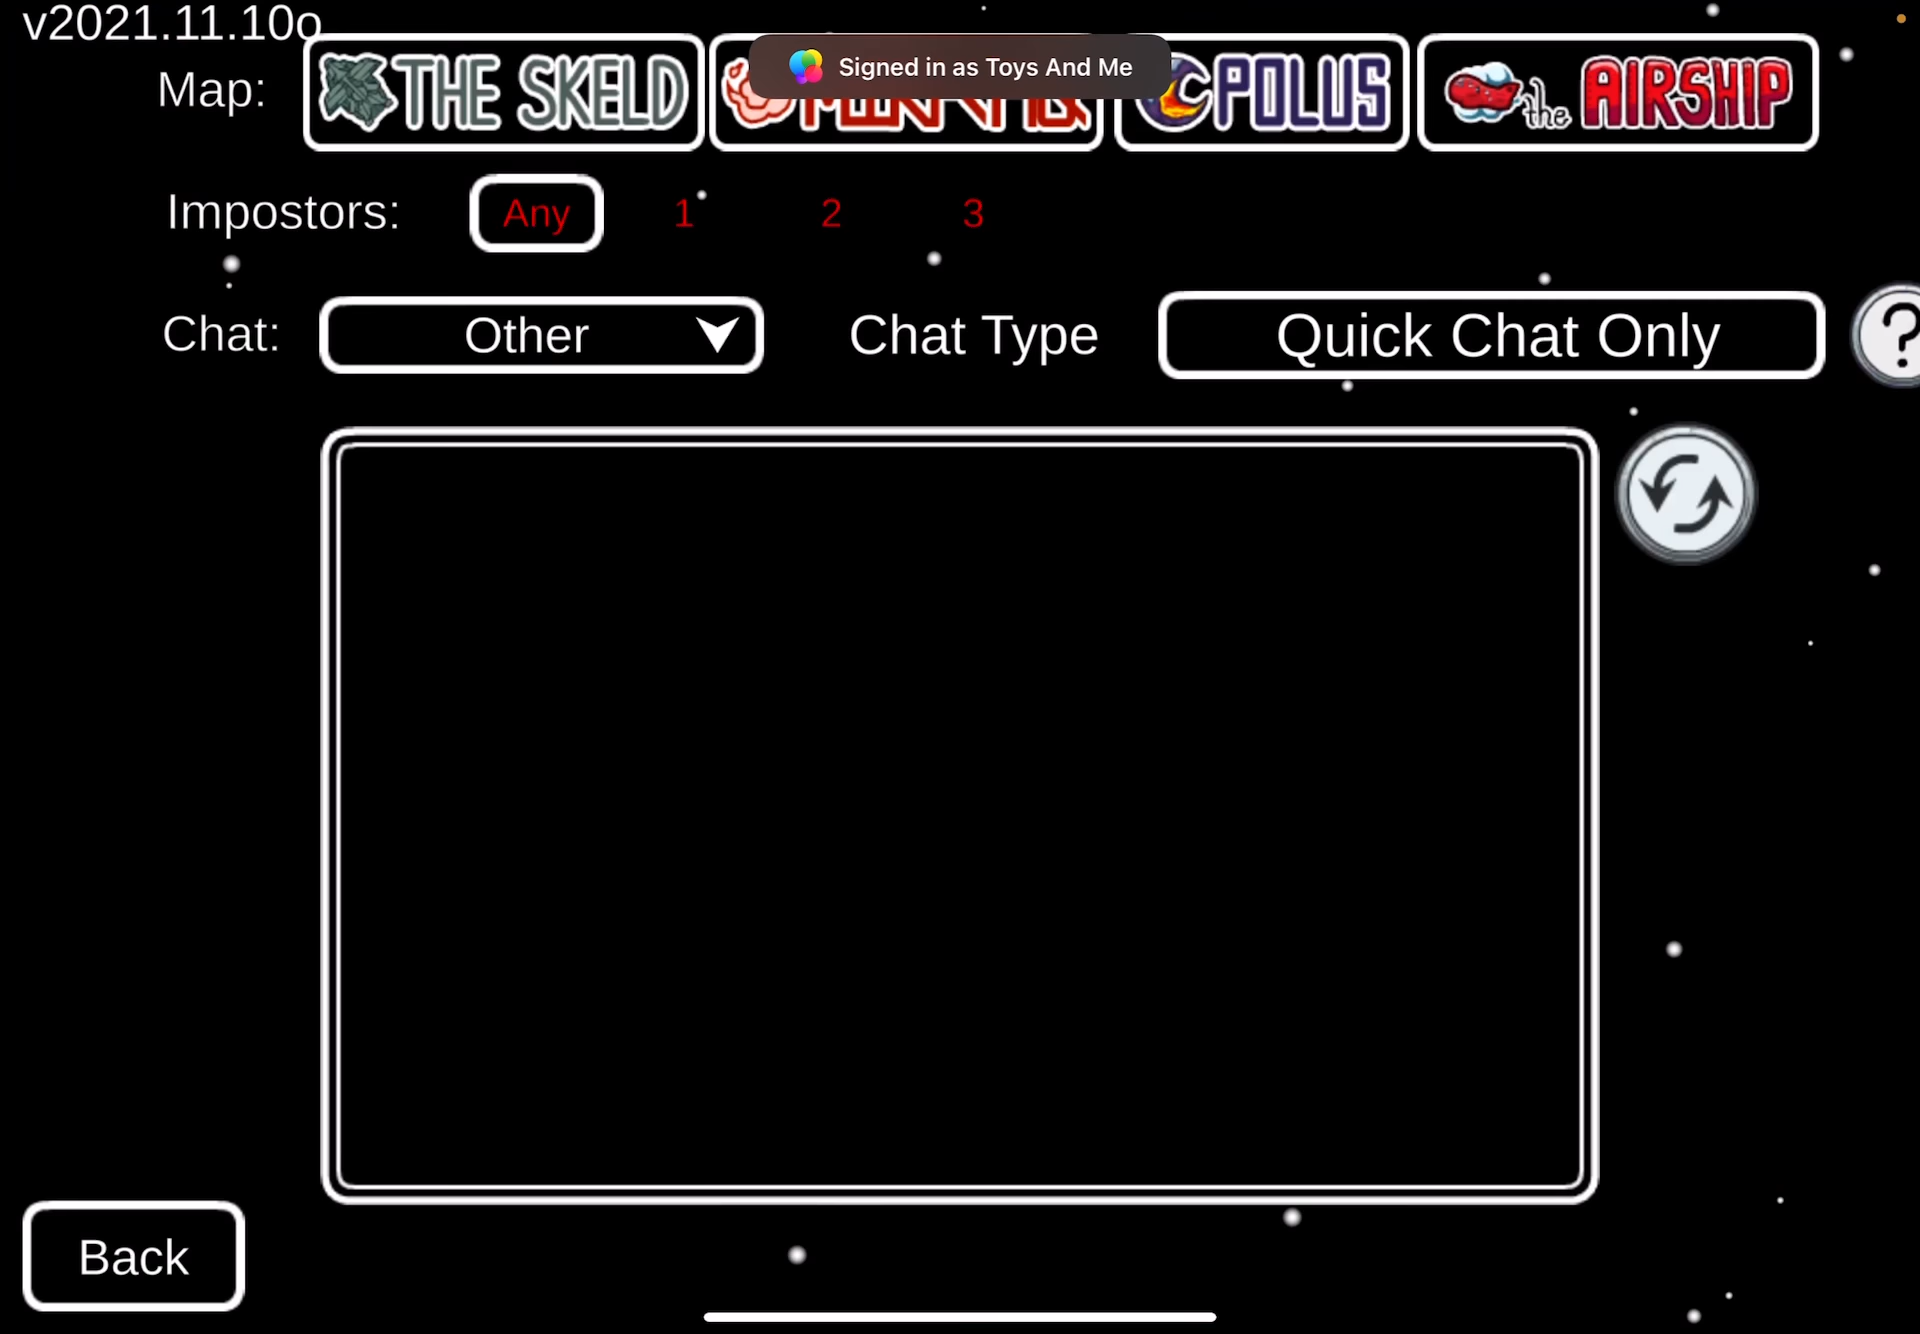 v2021.11.10o
Signed in as Toys And Me
Map: THE SKELD POLUS the AIRSHIP
Impostors: Any 1 2 3
Chat: Other Chat Type Quick Chat Only ?
Back